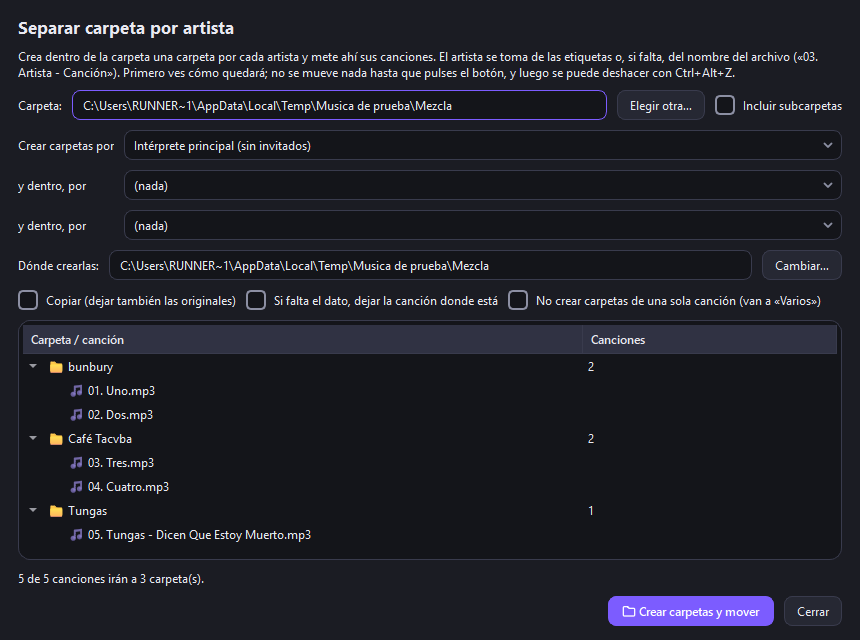 Separar carpeta por artista
Crea dentro de la carpeta una carpeta por cada artista y mete ahí sus canciones. El artista se toma de las etiquetas o, si falta, del nombre del archivo («03.
Artista - Canción»). Primero ves cómo quedará; no se mueve nada hasta que pulses el botón, y luego se puede deshacer con Ctrl+Alt+Z.
Carpeta: C:\Users\RUNNER~1\AppData\Local\Temp\Musica de prueba\Mezcla Elegir otra... Incluir subcarpetas
Crear carpetas por Intérprete principal (sin invitados)
y dentro, por (nada)
y dentro, por (nada)
Dónde crearlas: C:\Users\RUNNER~1\AppData\Local\Temp\Musica de prueba\Mezcla Cambiar...
Copiar (dejar también las originales) Si falta el dato, dejar la canción donde está No crear carpetas de una sola canción (van a «Varios»)
Carpeta / canción Canciones
bunbury 2
01. Uno.mp3
02. Dos.mp3
Café Tacvba 2
03. Tres.mp3
04. Cuatro.mp3
Tungas 1
05. Tungas - Dicen Que Estoy Muerto.mp3
5 de 5 canciones irán a 3 carpeta(s).
Crear carpetas y mover Cerrar